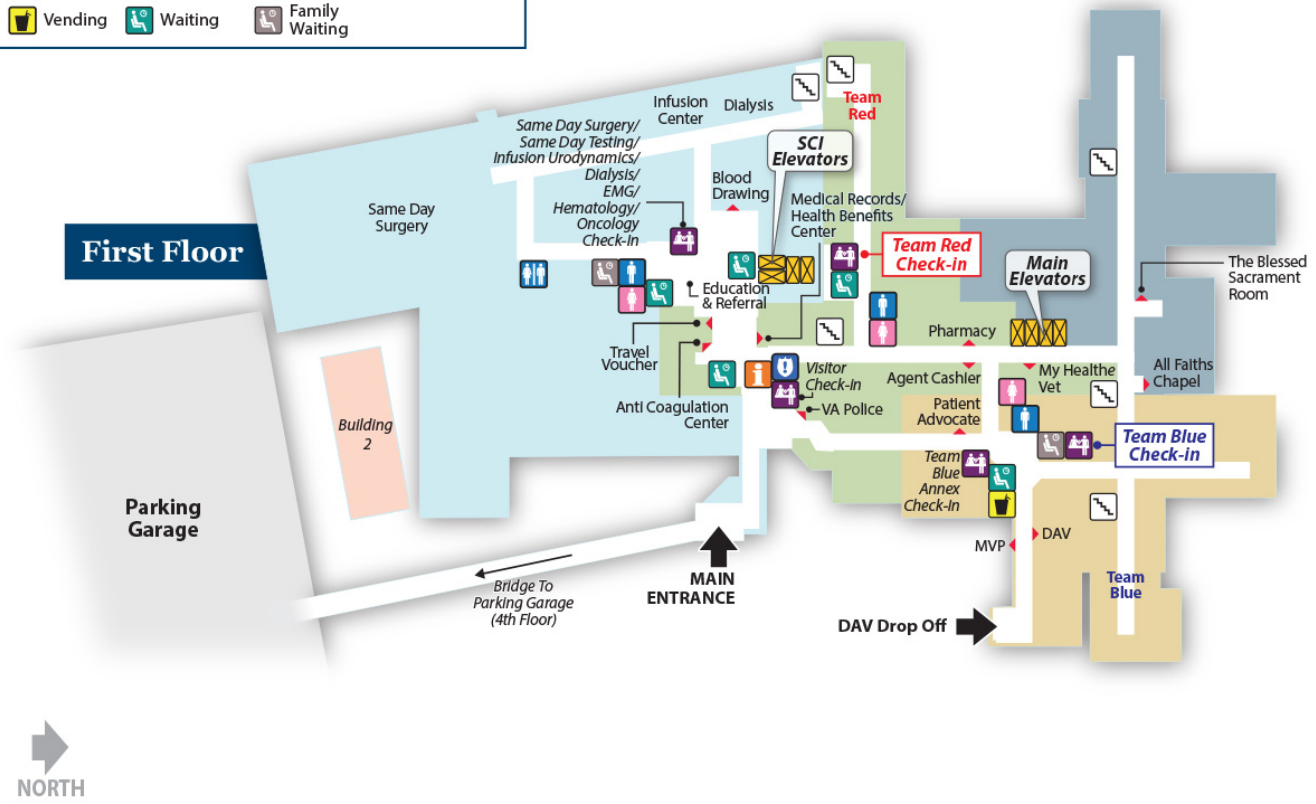 Vending
Waiting
Family
Waiting
First Floor
Same Day
Surgery
Same Day Surgery/
Same Day Testing/
Infusion Urodynamics/
Dialysis/
EMG/
Hematology/
Oncology
Check-In
Infusion
Center
Dialysis
Team
Red
SCI
Elevators
Blood
Drawing
Medical Records/
Health Benefits
Center
Team Red
Check-in
Main
Elevators
The Blessed
Sacrament
Room
Education
& Referral
Travel
Voucher
Anti Coagulation
Center
i
!
Visitor
Check-in
VA Police
Pharmacy
Agent Cashier
My Healthe
Vet
All Faiths
Chapel
Patient
Advocate
Team Blue
Check-in
Team
Blue
Annex
Check-In
MVP
DAV
Team
Blue
DAV Drop Off
MAIN
ENTRANCE
Bridge To
Parking Garage
(4th Floor)
Building
2
Parking
Garage
NORTH